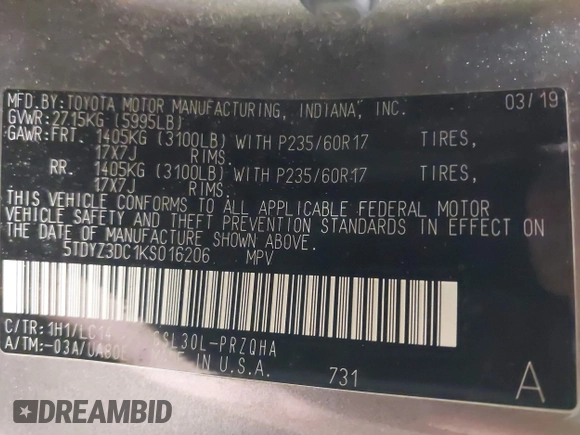 MFD.BY:TOYOTA MOTOR MANUFACTURING, INDIANA, INC. 03/19
GVWR:2715KG (5995LB)
GAWR:FRT. 1405KG (3100LB) WITH P235/60R17 TIRES,
17X7J RIMS.
RR. 1405KG (3100LB) WITH P235/60R17 TIRES,
17X7J RIMS.
THIS VEHICLE CONFORMS TO ALL APPLICABLE FEDERAL MOTOR
VEHICLE SAFETY AND THEFT PREVENTION STANDARDS IN EFFECT ON
THE DATE OF MANUFACTURE SHOWN ABOVE.
5TDYZ3DC1KS016206 MPV
C/TR:1H1/LC14 GSL30L-PRZQHA
A/TM:-03A/UA80E IN U.S.A. 731 A
DREAMBID